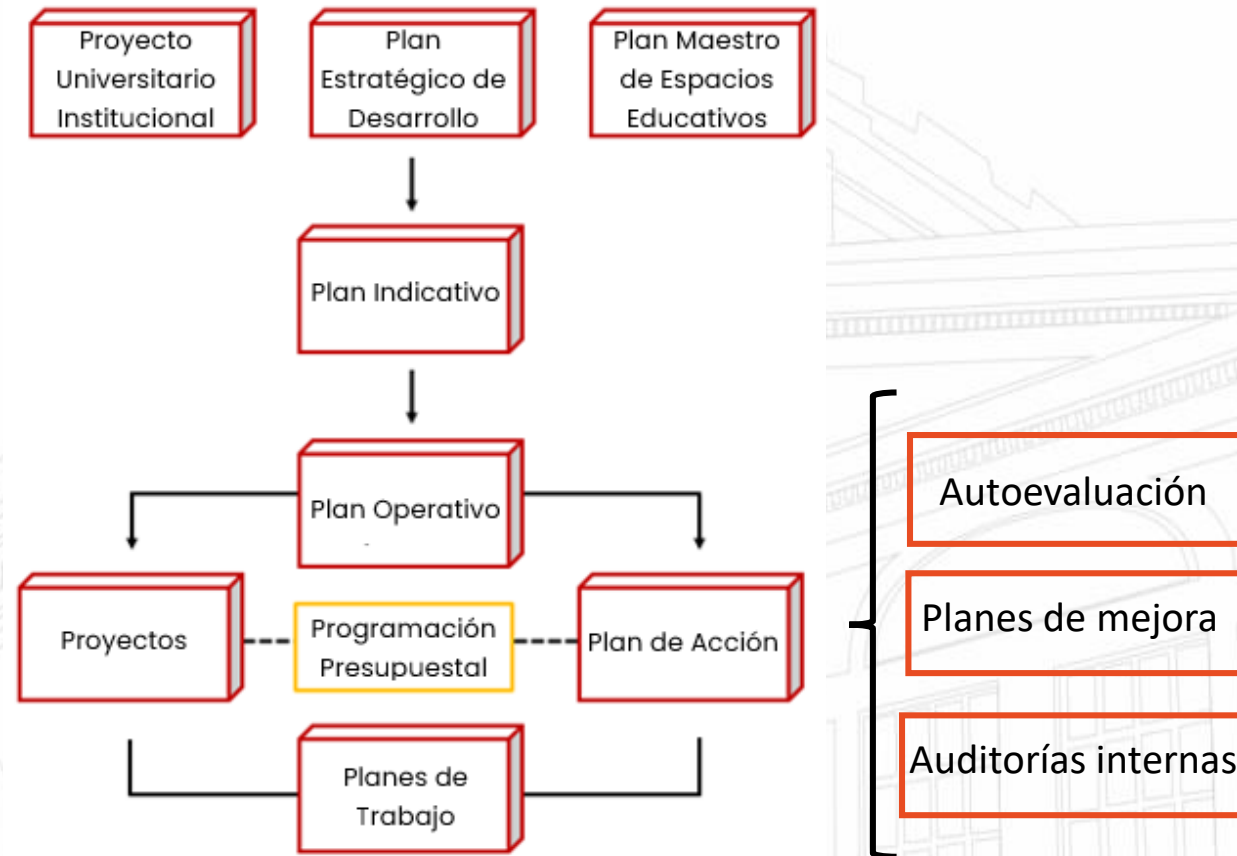 Proyecto
Universitario
Institucional
Plan
Estratégico de
Desarrollo
Plan Maestro
de Espacios
Educativos
Plan Indicativo
Plan Operativo
Proyectos
Programación
Presupuestal
Plan de Acción
Planes de
Trabajo
Autoevaluación
Planes de mejora
Auditorías internas